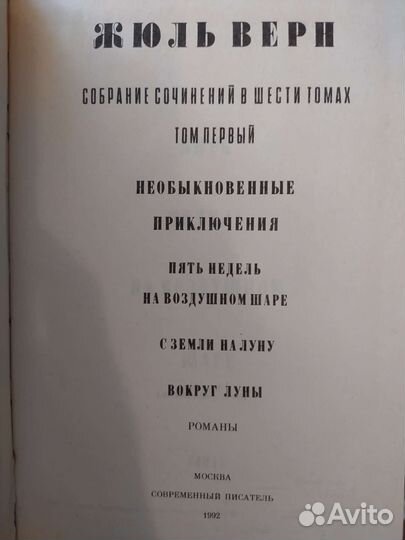 ЖЮЛЬ ВЕРН
СОБРАНИЕ СОЧИНЕНИЙ В ШЕСТИ ТОМАХ
ТОМ ПЕРВЫЙ
НЕОБЫКНОВЕННЫЕ
ПРИКЛЮЧЕНИЯ
ПЯТЬ НЕДЕЛЬ
НА ВОЗДУШНОМ ШАРЕ
С ЗЕМЛИ НА ЛУНУ
ВОКРУГ ЛУНЫ
РОМАНЫ
МОСКВА
СОВРЕМЕННЫЙ ПИСАТЕЛЬ
1992
Avito